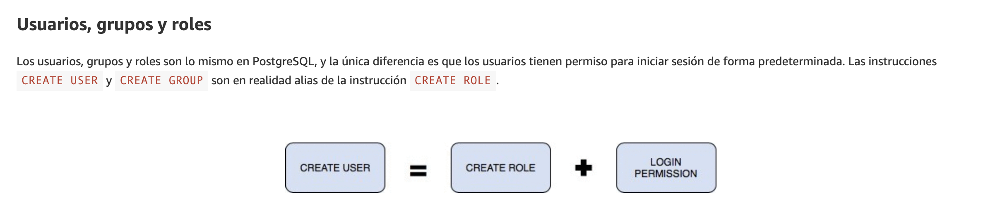 Usuarios, grupos y roles
Los usuarios, grupos y roles son lo mismo en PostgreSQL, y la única diferencia es que los usuarios tienen permiso para iniciar sesión de forma predeterminada. Las instrucciones
CREATE USER y CREATE GROUP son en realidad alias de la instrucción CREATE ROLE .
CREATE USER = CREATE ROLE + LOGIN
PERMISSION